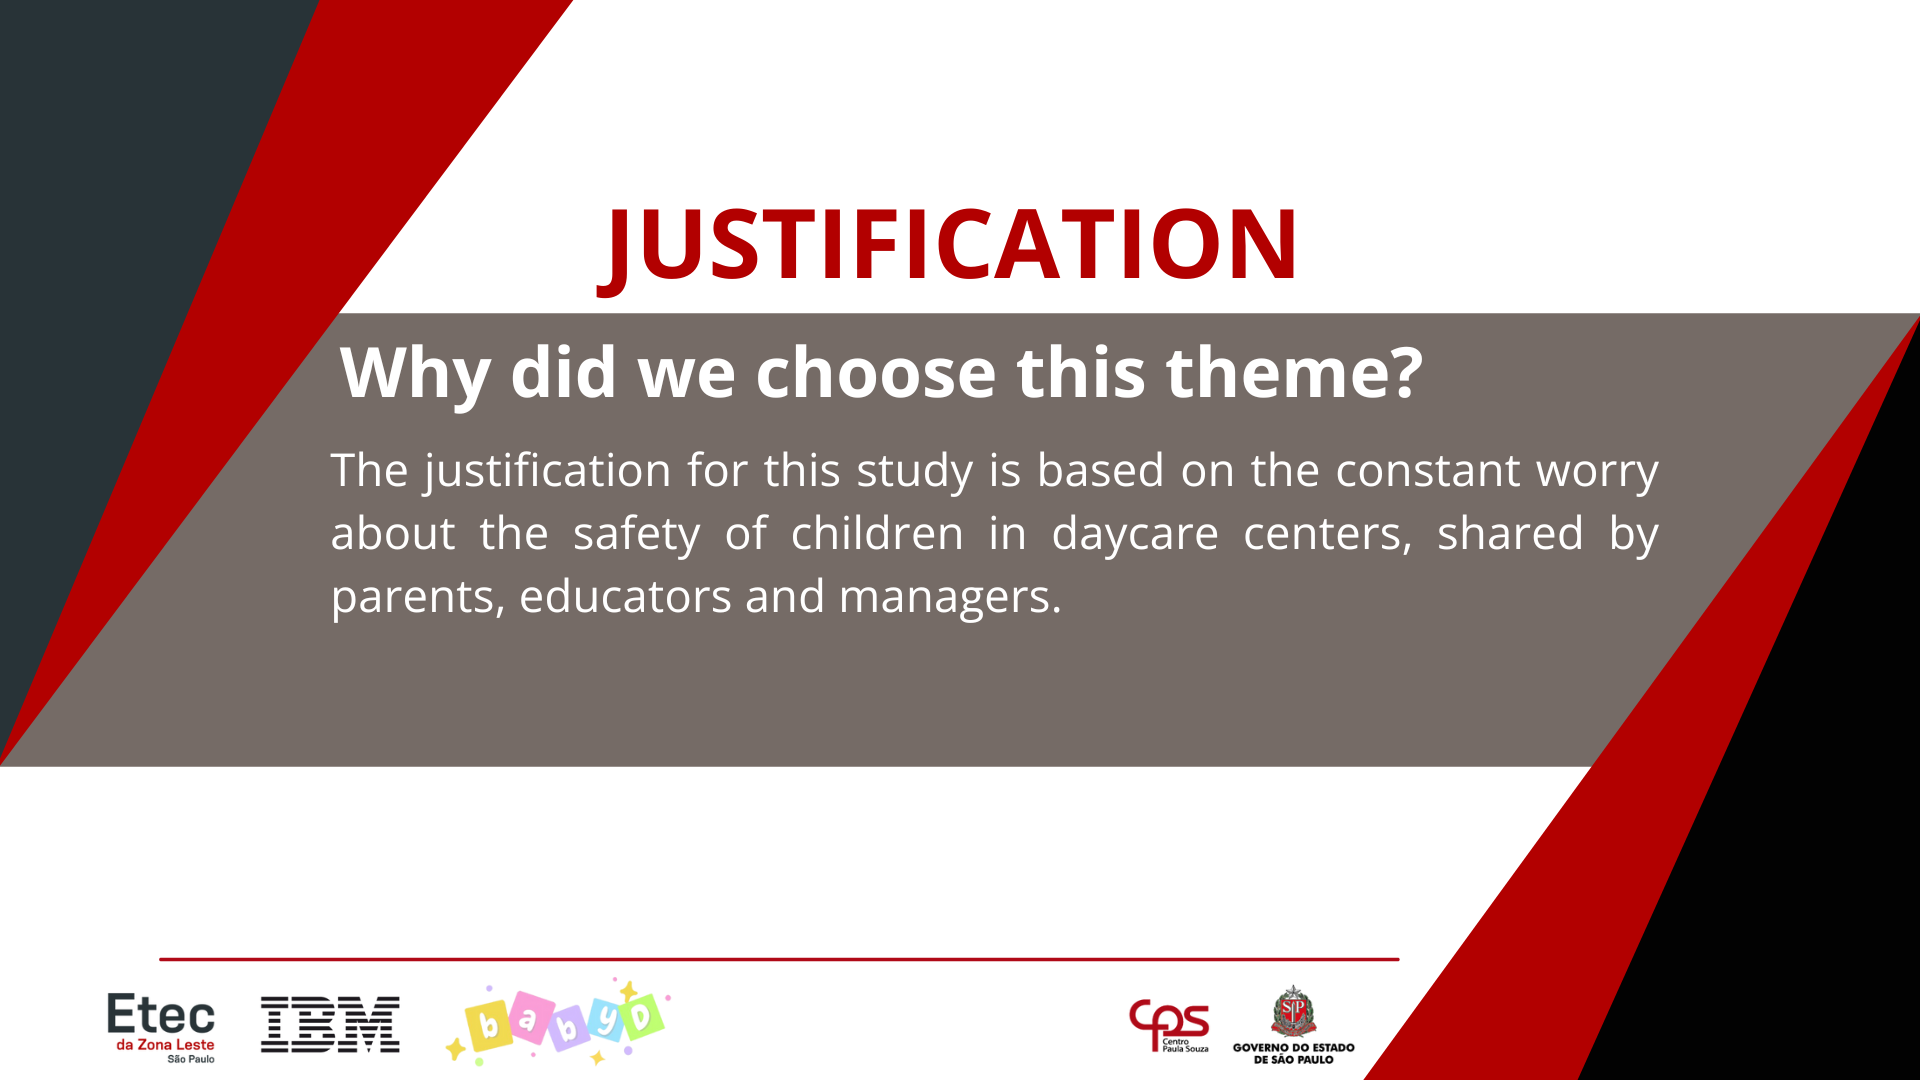 JUSTIFICATION
Why did we choose this theme?
The justification for this study is based on the constant worry
about the safety of children in daycare centers, shared by
parents, educators and managers.
Etec
da Zona Leste
São Paulo
IBM
babyD
cps
Centro
Paula Souza
SP
GOVERNO DO ESTADO
DE SÃO PAULO